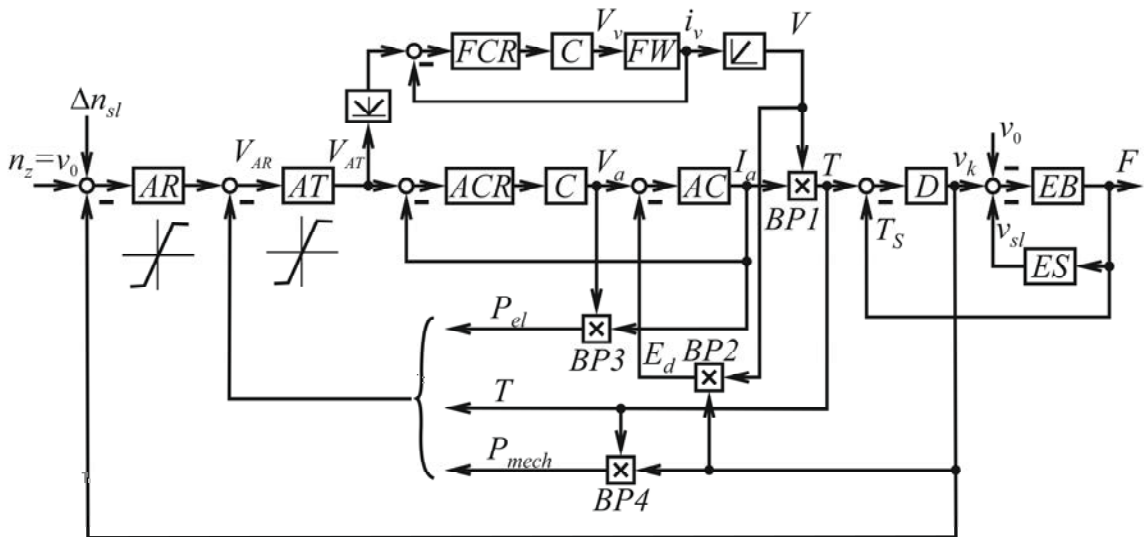 V_v i_v V
FCR C FW
Δn_sl
n_z=v_0 V_AR V_AT V_a I_a T v_k v_0 F
AR AT ACR C AC BP1 D EB
T_S v_sl
ES
P_el
BP3 E_d BP2
T
P_mech
BP4